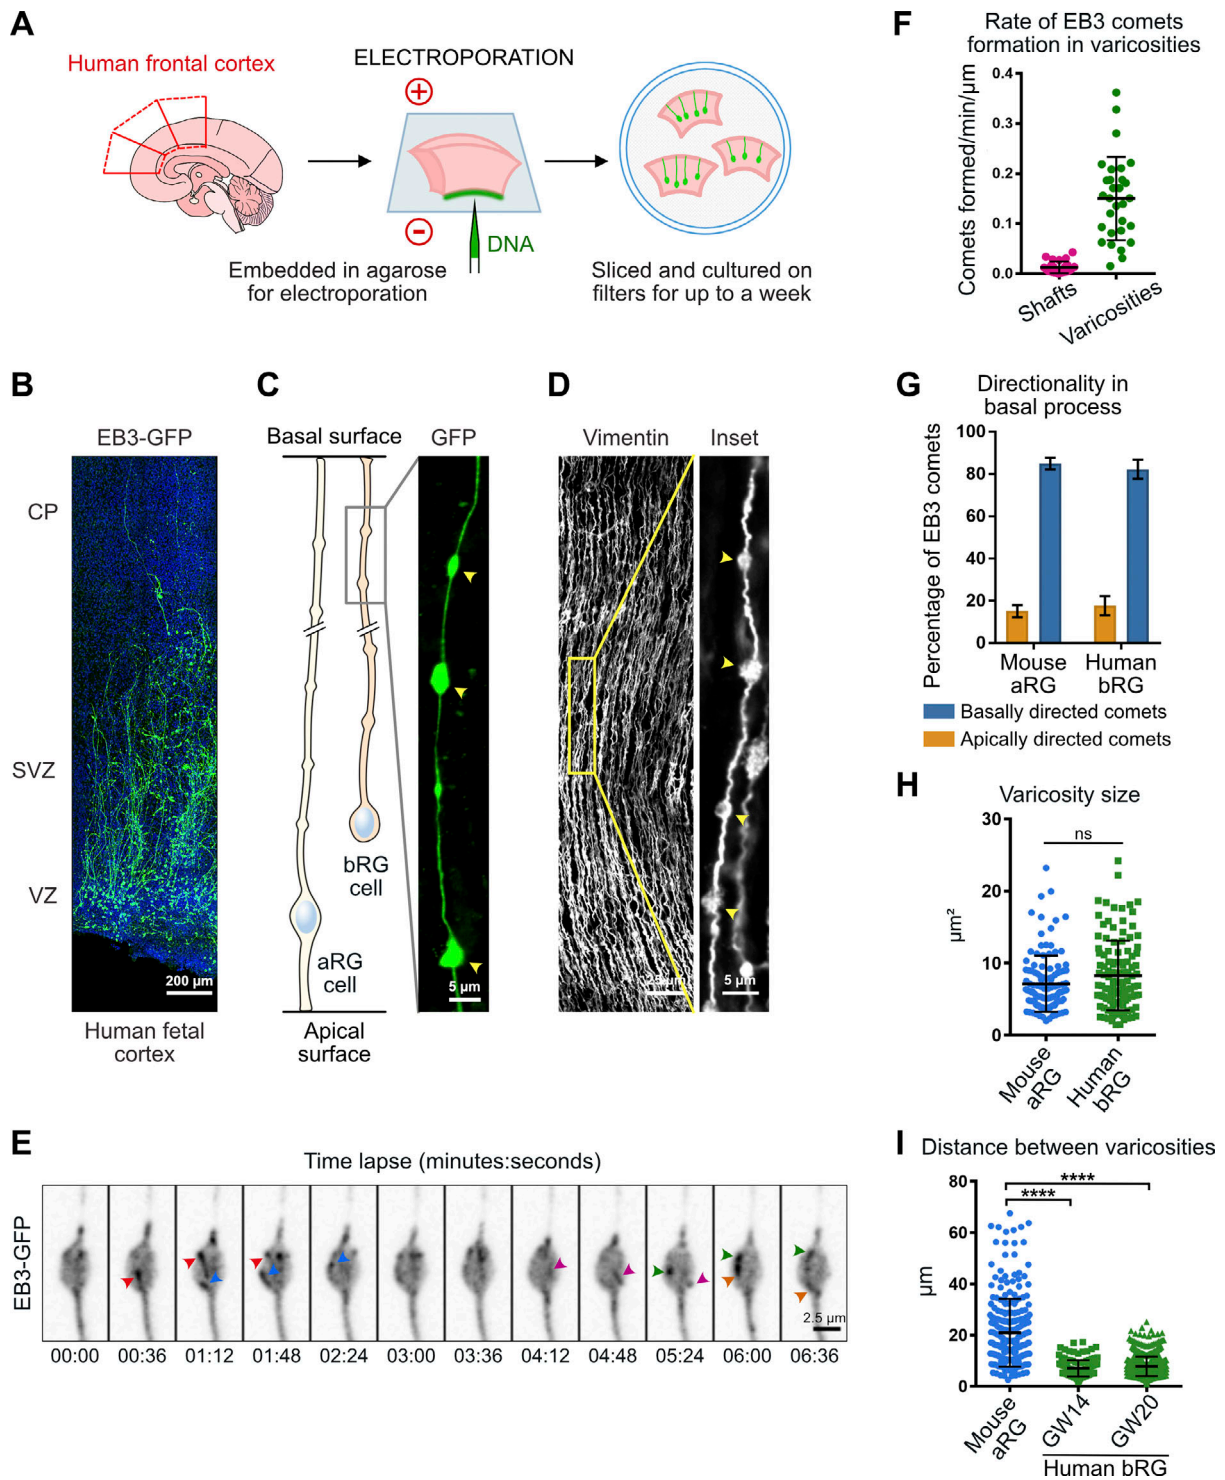 A
Human frontal cortex
ELECTROPORATION
+
−
DNA
Embedded in agarose
for electroporation
Sliced and cultured on
filters for up to a week
B
EB3-GFP
CP
SVZ
VZ
200 µm
Human fetal
cortex
C
Basal surface
GFP
bRG
cell
aRG
cell
5 µm
Apical
surface
D
Vimentin
Inset
25 µm
5 µm
E
Time lapse (minutes:seconds)
EB3-GFP
2.5 µm
00:00 00:36 01:12 01:48 02:24 03:00 03:36 04:12 04:48 05:24 06:00 06:36
F
Rate of EB3 comets
formation in varicosities
Comets formed/min/µm
0.4
0.3
0.2
0.1
0.0
Shafts
Varicosities
G
Directionality in
basal process
Percentage of EB3 comets
100
80
60
40
20
0
Mouse
aRG
Human
bRG
Basally directed comets
Apically directed comets
H
Varicosity size
ns
µm²
30
20
10
0
Mouse
aRG
Human
bRG
I
Distance between varicosities
****
****
µm
80
60
40
20
0
Mouse
aRG
GW14
GW20
Human bRG